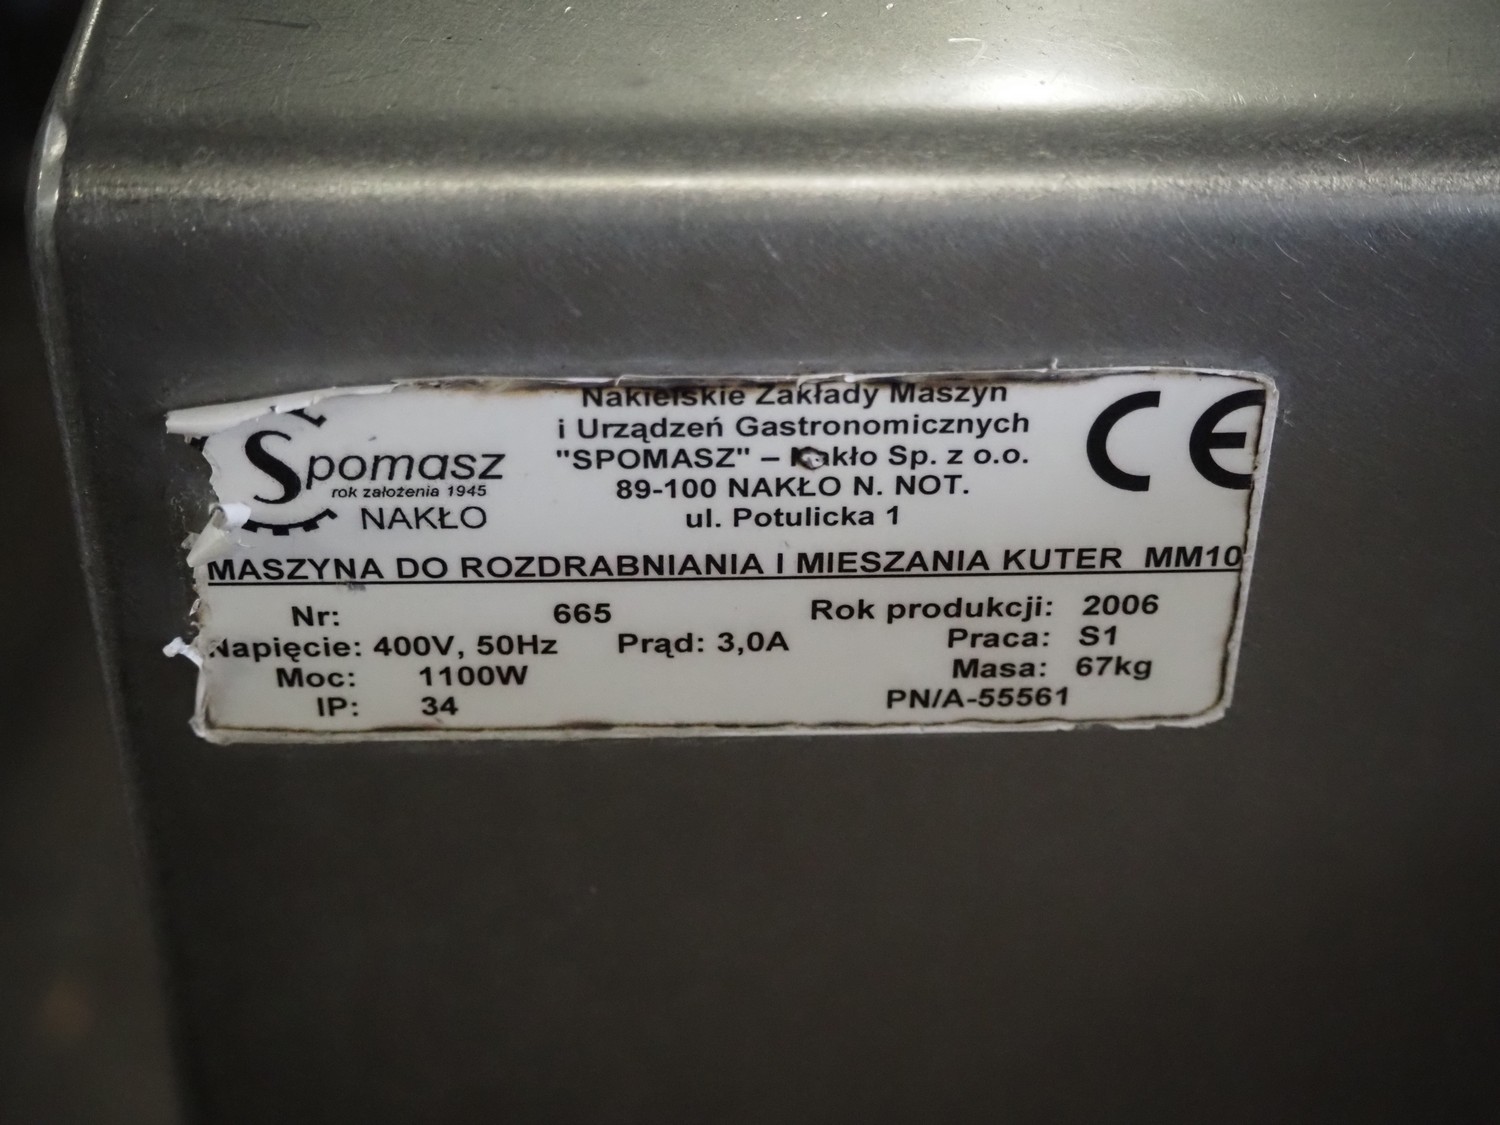 Spomasz
rok założenia 1945
NAKŁO
Nakielskie Zakłady Maszyn
i Urządzeń Gastronomicznych
"SPOMASZ" – Nakło Sp. z o.o.
89-100 NAKŁO N. NOT.
ul. Potulicka 1
CE
MASZYNA DO ROZDRABNIANIA I MIESZANIA KUTER MM10
Nr: 665 Rok produkcji: 2006
Napięcie: 400V, 50Hz Prąd: 3,0A Praca: S1
Moc: 1100W Masa: 67kg
IP: 34 PN/A-55561